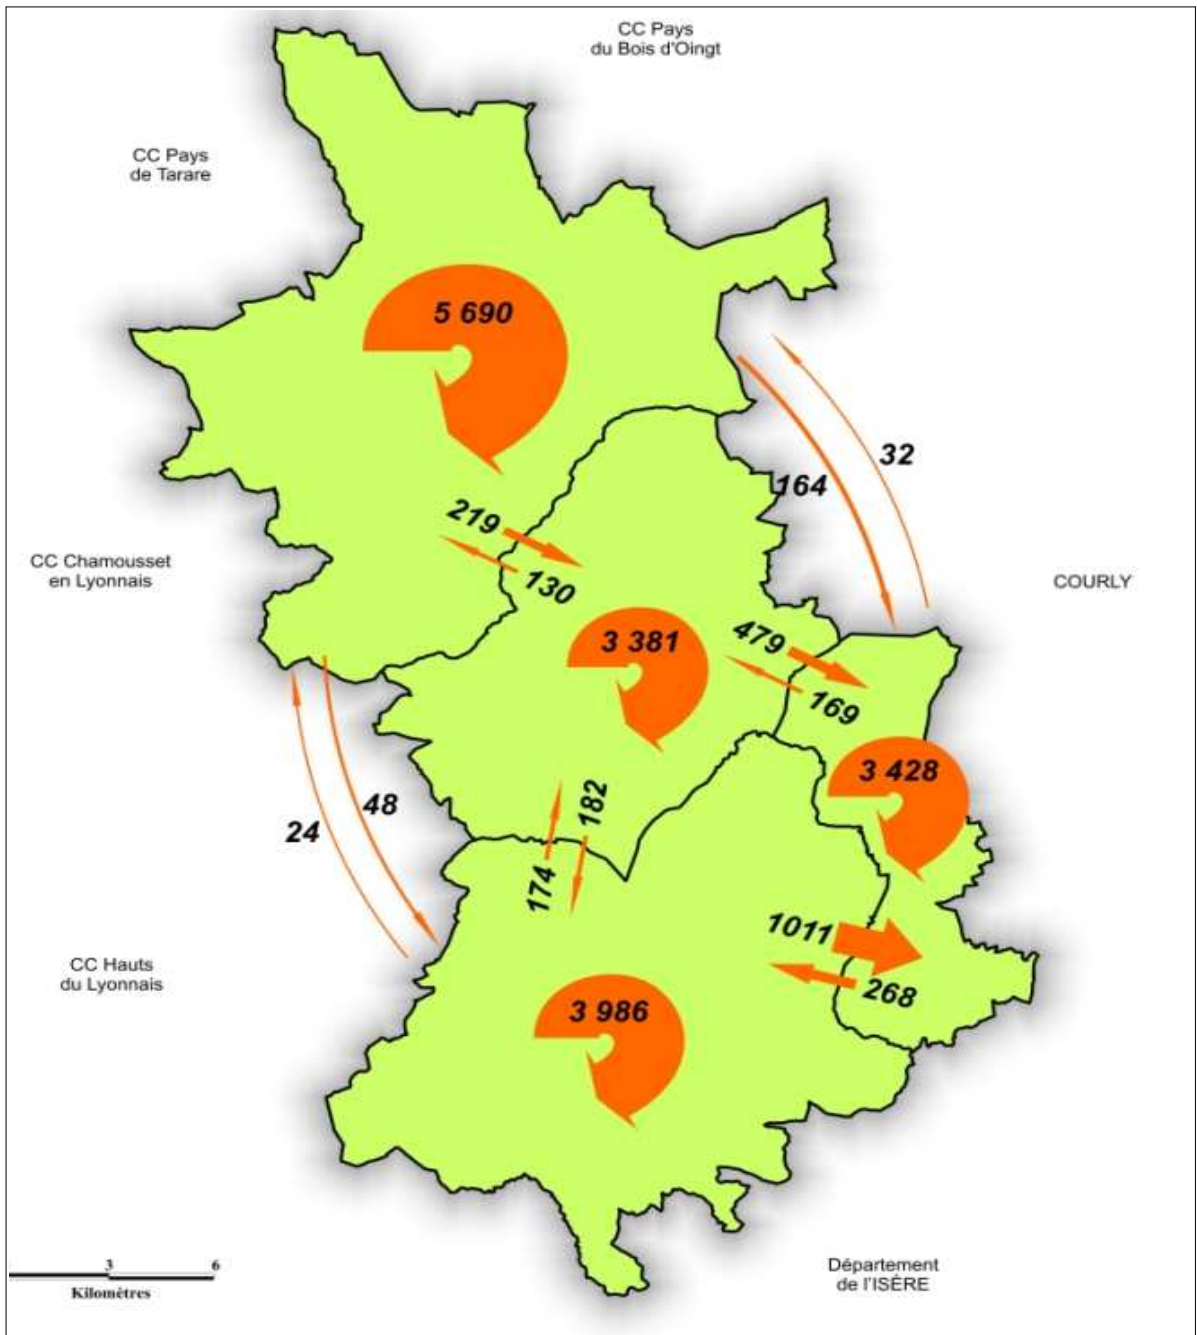 CC Pays
du Bois d'Oingt
CC Pays
de Tarare
5 690
32
164
219
130
CC Chamousset
en Lyonnais
COURLY
3 381
479
169
3 428
182
48
24
174
1011
268
CC Hauts
du Lyonnais
3 986
Département
de l'ISÈRE
3 6
Kilomètres